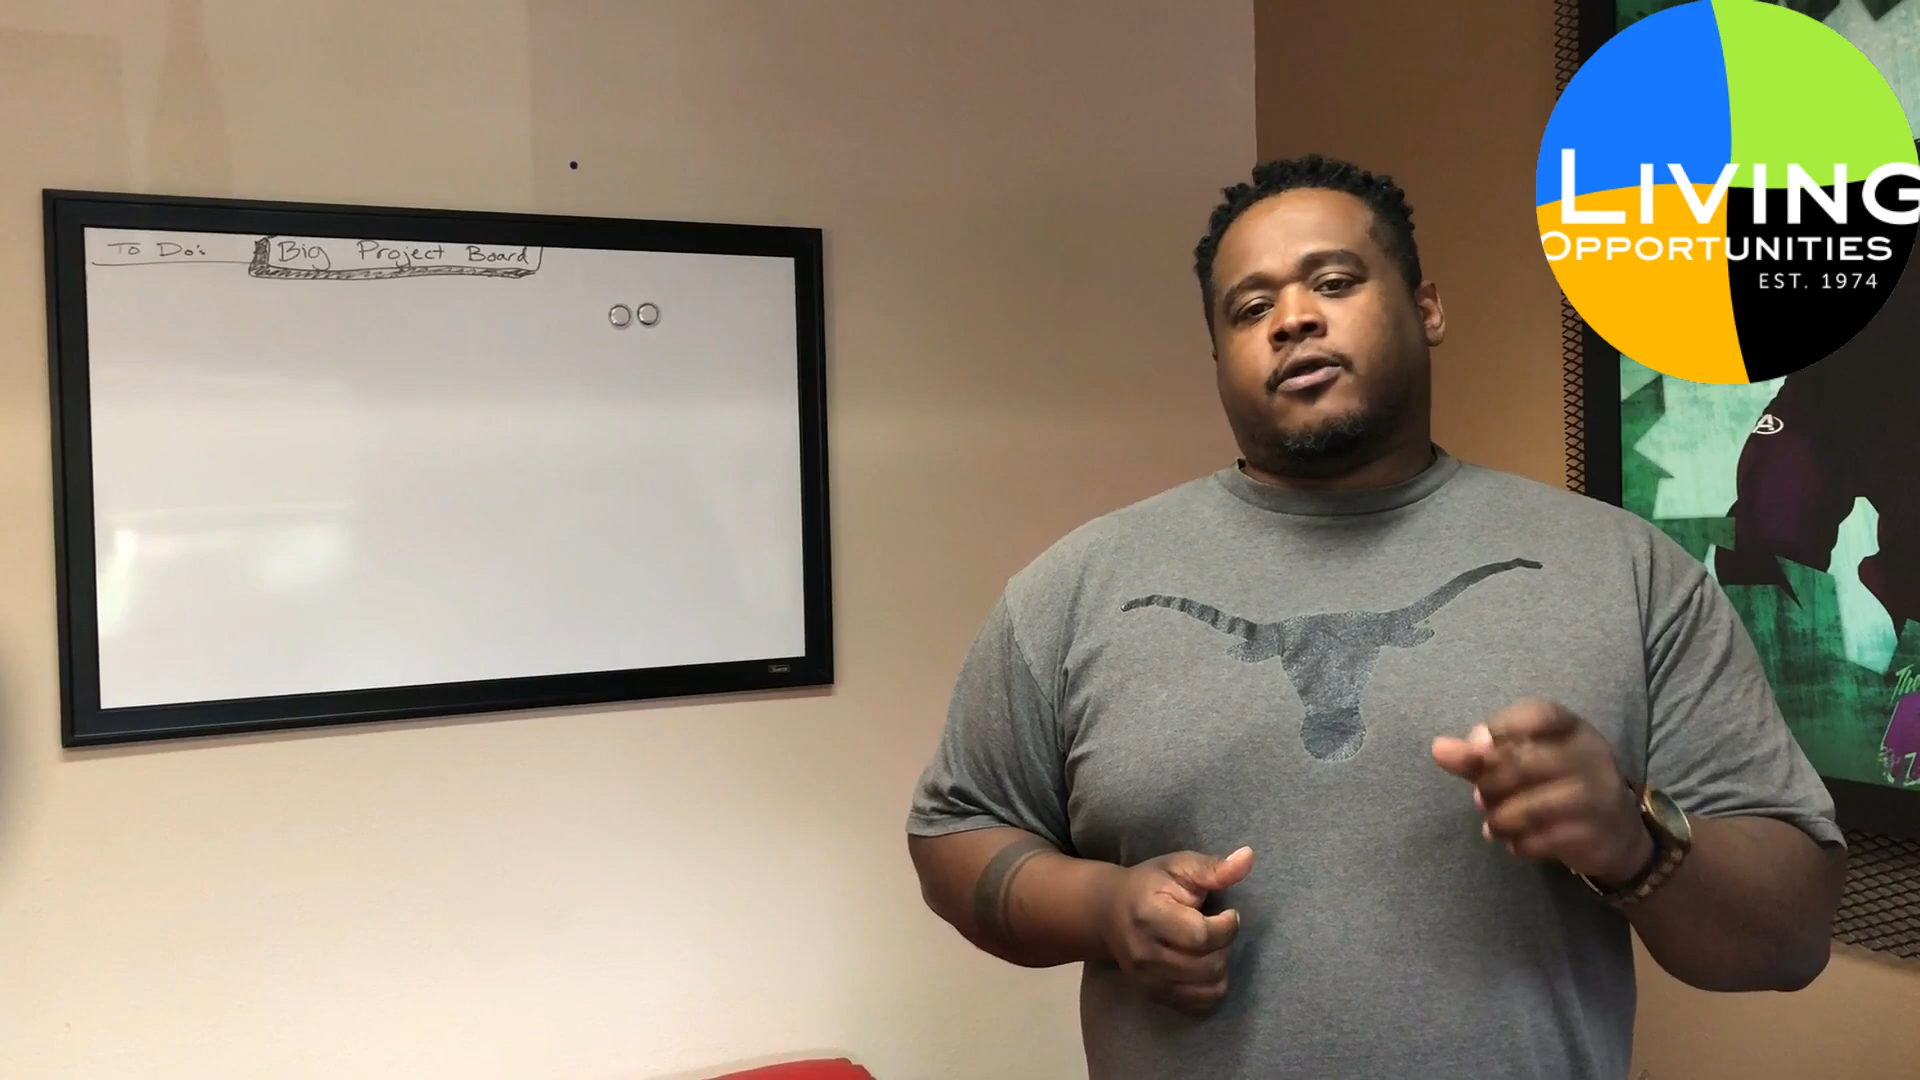 To Do's
Big Project Board
LIVING
OPPORTUNITIES
EST. 1974
A